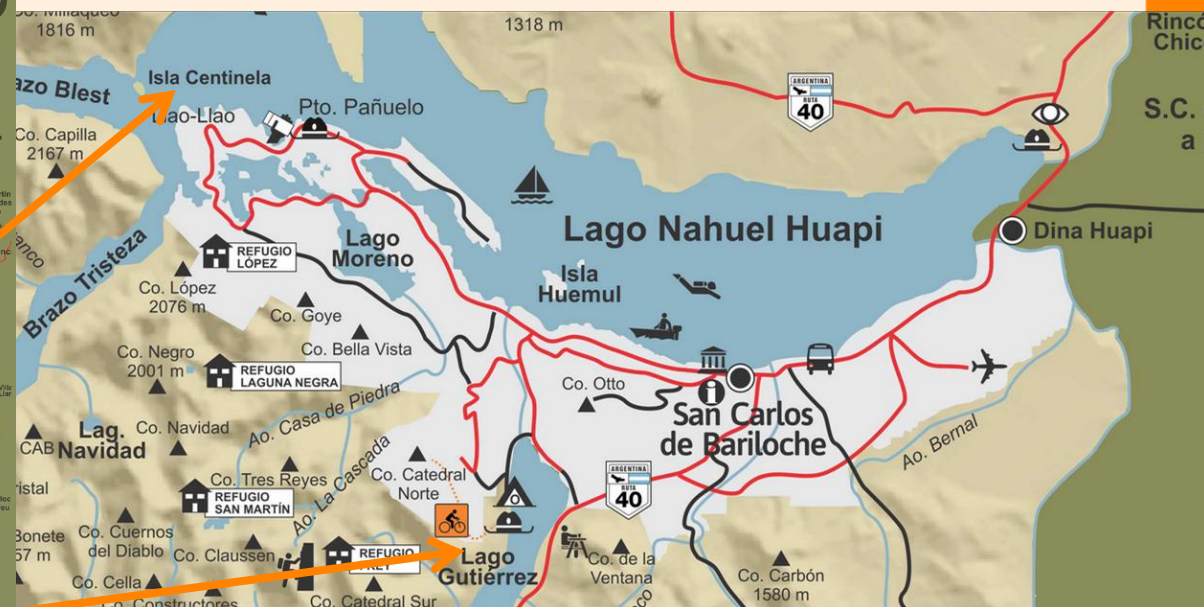 1816 m
1318 m
Rincó
Chic
Isla Centinela
azo Blest
Llao-Llao
Pto. Pañuelo
ARGENTINA
RUTA
40
S.C.
a
Co. Capilla
2167 m
Lago Nahuel Huapi
Dina Huapi
REFUGIO
LÓPEZ
Lago
Moreno
Isla
Huemul
Brazo Tristeza
Co. López
2076 m
Co. Goye
Co. Bella Vista
Co. Negro
2001 m
REFUGIO
LAGUNA NEGRA
Co. Otto
San Carlos
de Bariloche
Ao. Casa de Piedra
Lag.
Navidad
CAB
Co. Navidad
Ao. Bernal
Co. Tres Reyes
Ao. La Cascada
Co. Catedral
Norte
ARGENTINA
RUTA
40
ristal
REFUGIO
SAN MARTÍN
Bonete
57 m
Co. Cuernos
del Diablo
Co. Claussen
REFUGIO
Lago
Gutiérrez
Co. de la
Ventana
Co. Carbón
1580 m
Co. Cella
Co. Constructores
Co. Catedral Sur